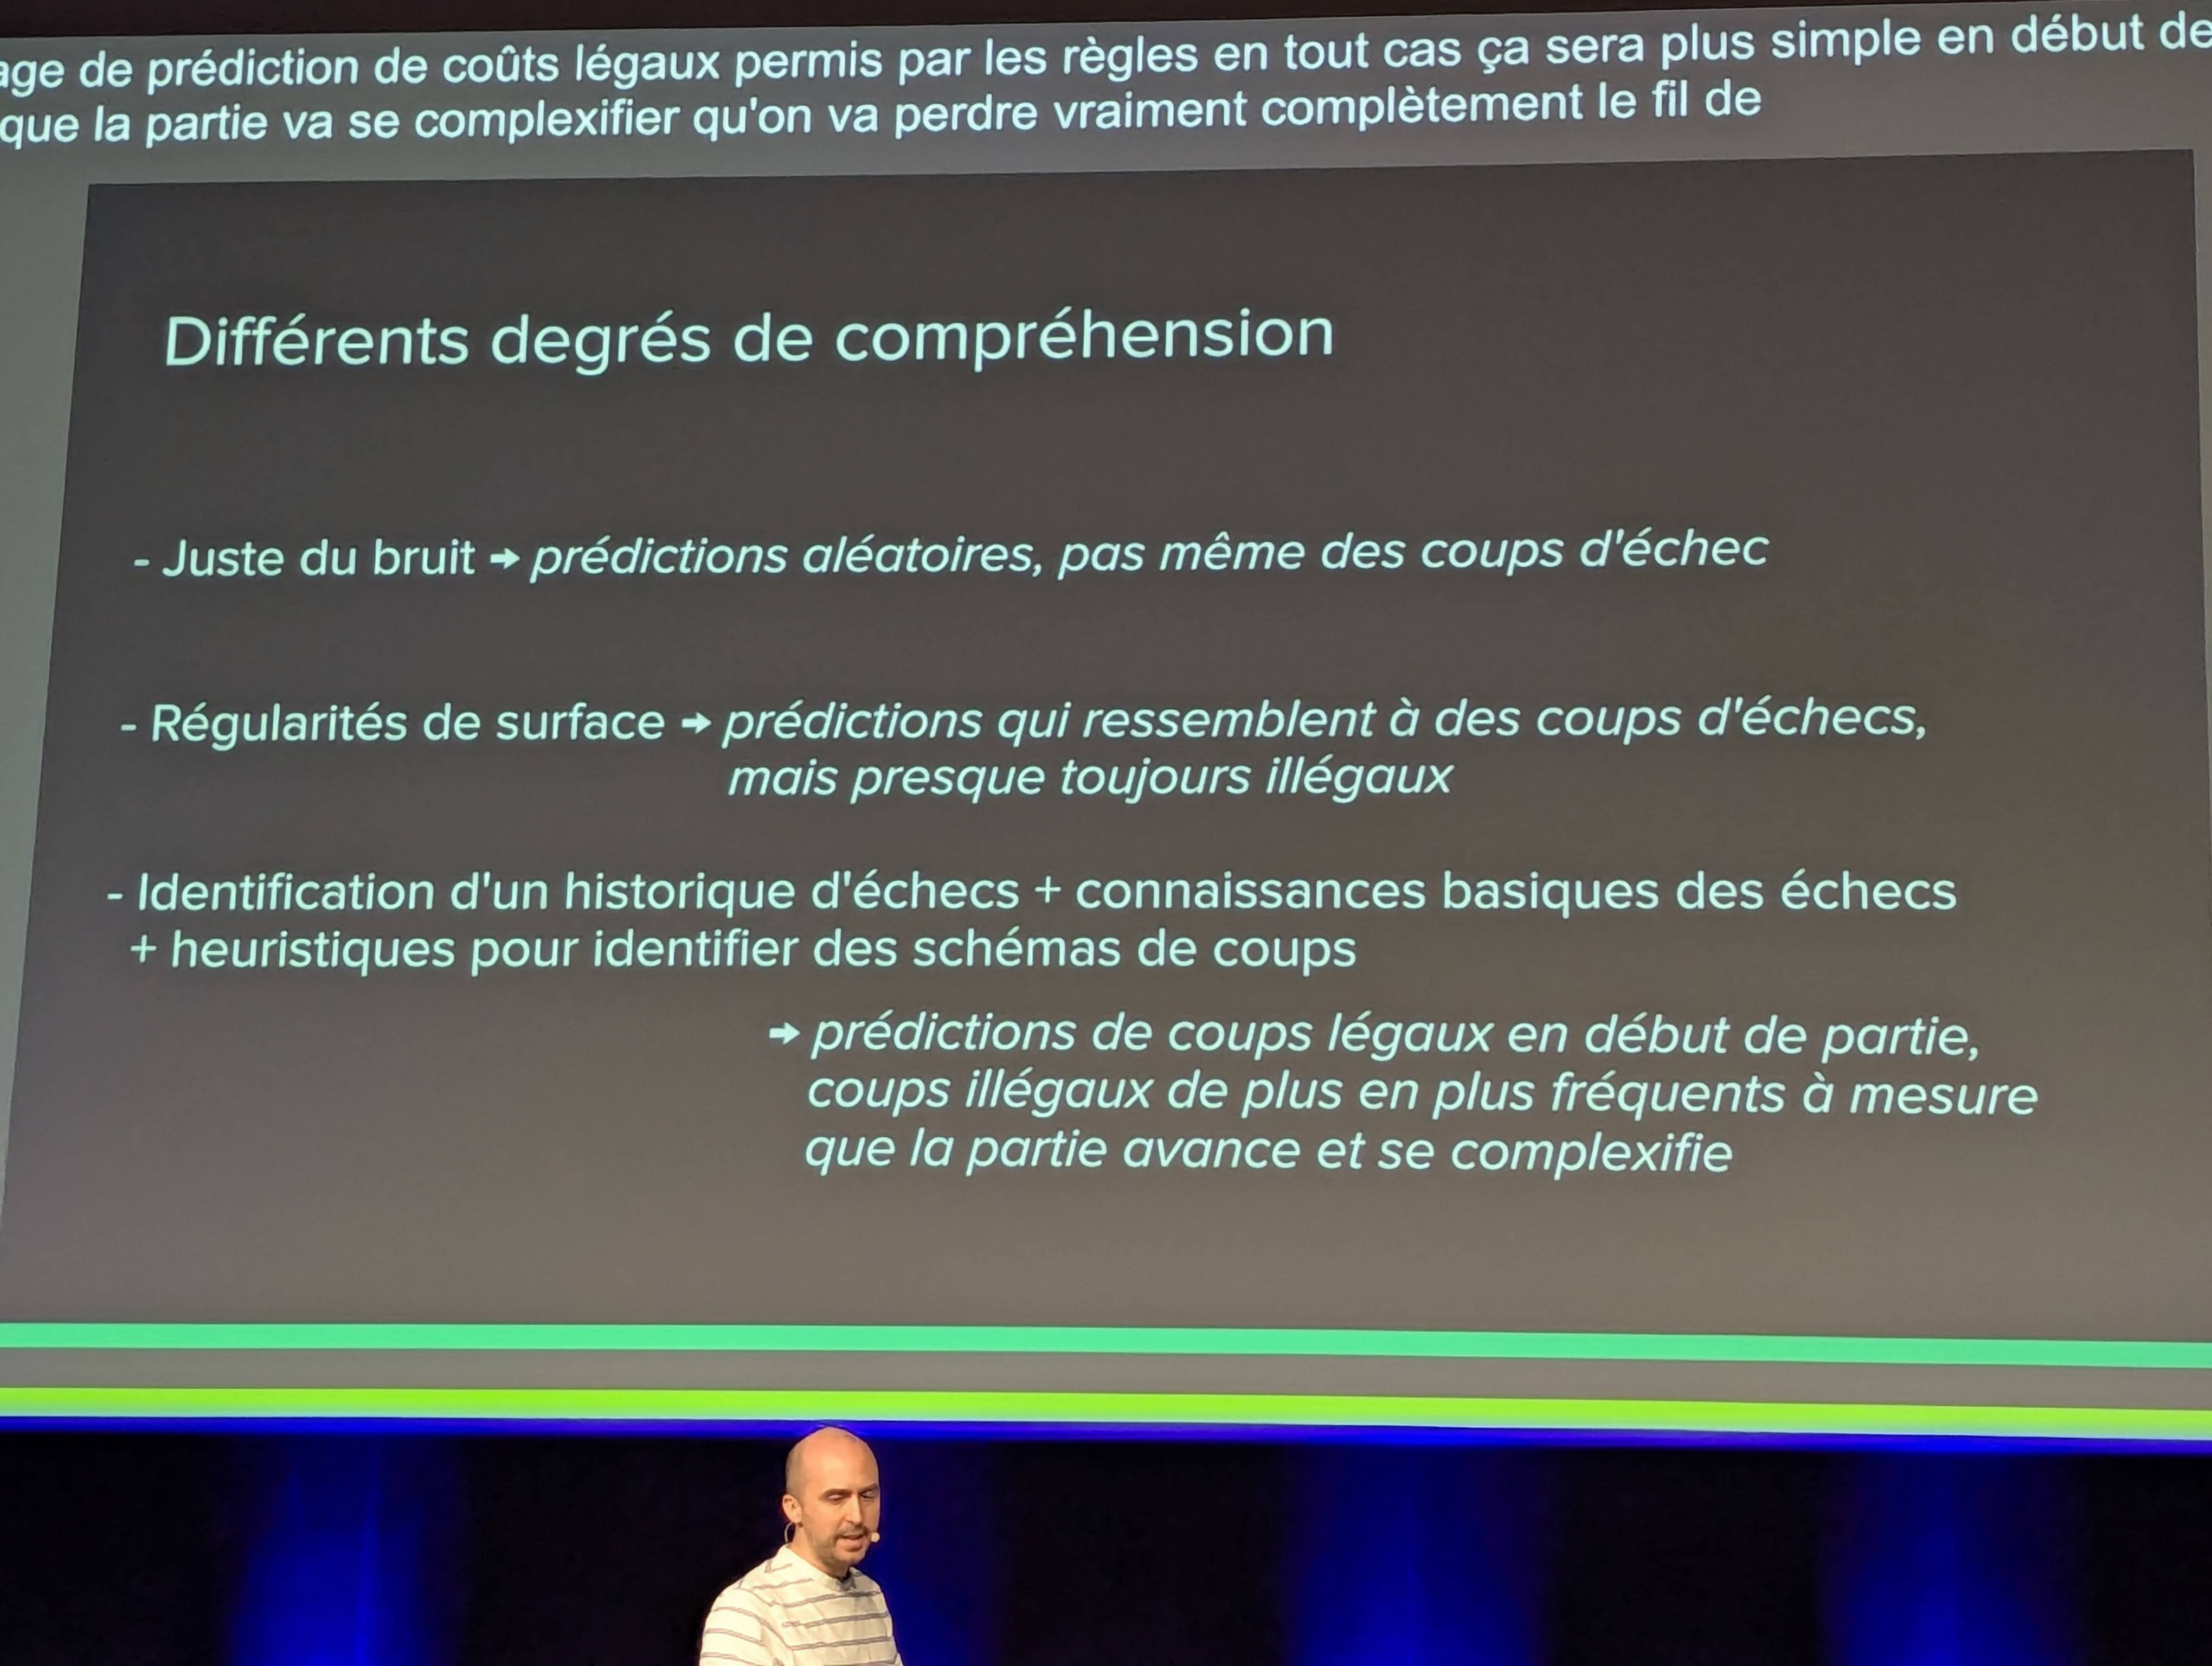 de prédiction de coûts légaux permis par les règles en tout cas ça sera plus simple en début de
que la partie va se complexifier qu'on va perdre vraiment complètement le fil de
Différents degrés de compréhension
- Juste du bruit → prédictions aléatoires, pas même des coups d'échec
- Régularités de surface → prédictions qui ressemblent à des coups d'échecs,
mais presque toujours illégaux
- Identification d'un historique d'échecs + connaissances basiques des échecs
+ heuristiques pour identifier des schémas de coups
→ prédictions de coups légaux en début de partie,
coups illégaux de plus en plus fréquents à mesure
que la partie avance et se complexifie